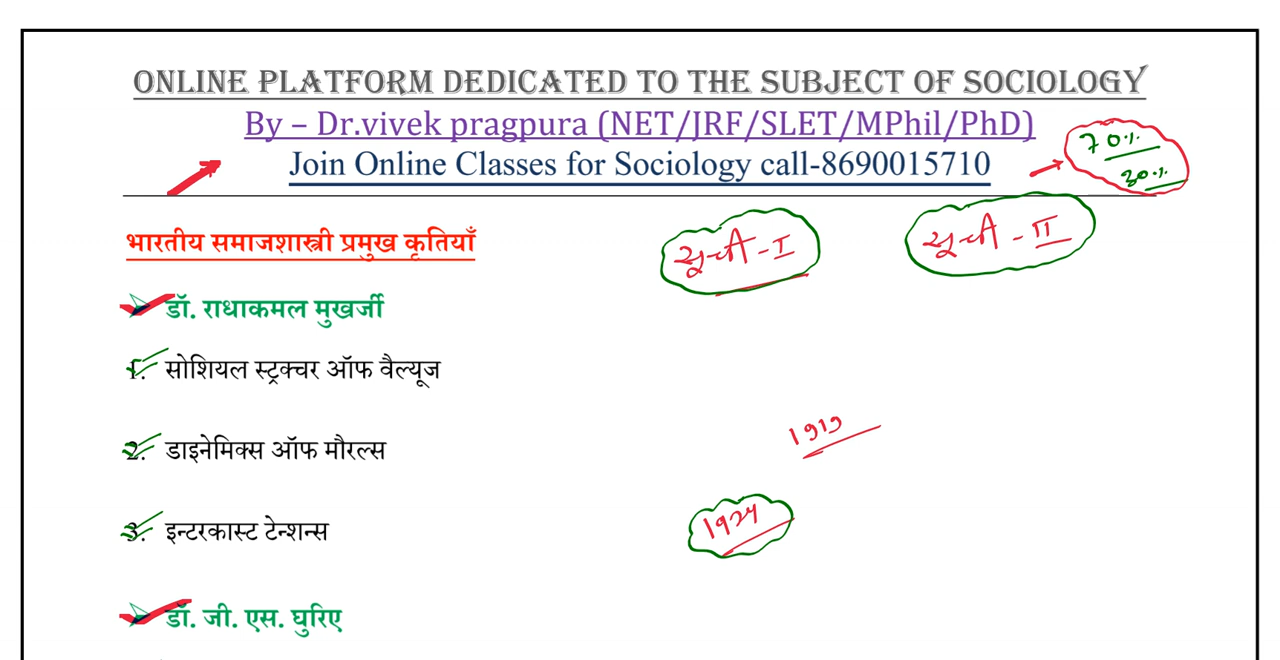 ONLINE PLATFORM DEDICATED TO THE SUBJECT OF SOCIOLOGY
By – Dr.vivek pragpura (NET/JRF/SLET/MPhil/PhD)
Join Online Classes for Sociology call-8690015710
70%
30%
भारतीय समाजशास्त्री प्रमुख कृतियाँ
सूची - I
सूची - II
डॉ. राधाकमल मुखर्जी
1. सोशियल स्ट्रक्चर ऑफ वैल्यूज
1919
2. डाइनेमिक्स ऑफ मौरल्स
1924
3. इन्टरकास्ट टेन्शन्स
डॉ. जी. एस. घुरिए